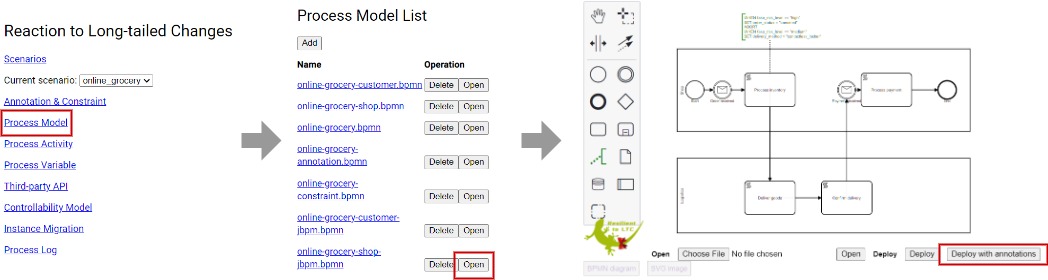 Reaction to Long-tailed Changes
Scenarios
Current scenario: online_grocery
Annotation & Constraint
Process Model
Process Activity
Process Variable
Third-party API
Controllability Model
Instance Migration
Process Log
Process Model List
Add
Name Operation
online-grocery-customer.bpmn Delete Open
online-grocery-shop.bpmn Delete Open
online-grocery.bpmn Delete Open
online-grocery-
annotation.bpmn Delete Open
online-grocery-
constraint.bpmn Delete Open
online-grocery-customer-
jbpm.bpmn Delete Open
online-grocery-shop-
jbpm.bpmn Delete Open
Process inventory
Process payment
Start
End
Deliver goods
Confirm delivery
Resilient
to LTC
Open Choose File No file chosen Open Deploy Deploy Deploy with annotations
BPMN diagram SVG image